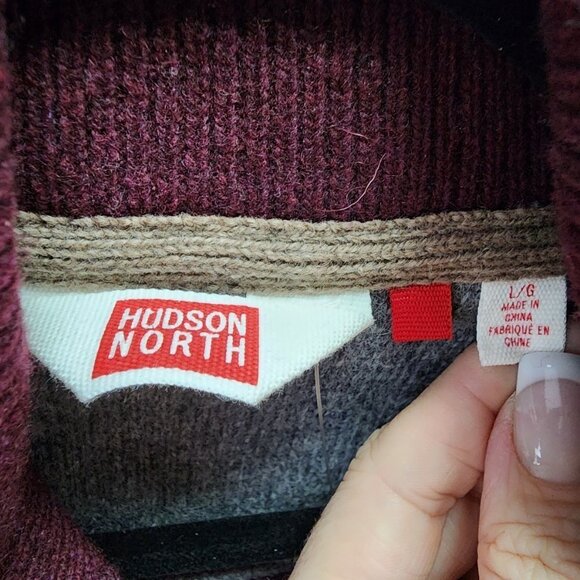 HUDSON
NORTH
L/G
MADE IN
CHINA
FABRIQUÉ EN
CHINE